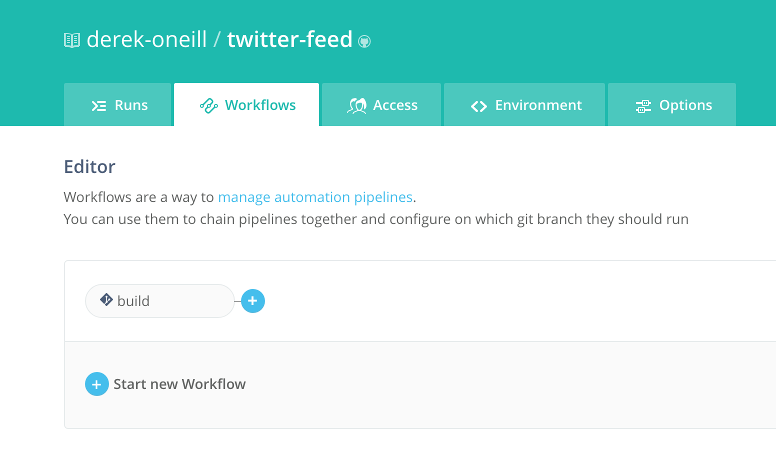 derek-oneill / twitter-feed
Runs
Workflows
Access
Environment
Options
Editor
Workflows are a way to manage automation pipelines.
You can use them to chain pipelines together and configure on which git branch they should run
build
Start new Workflow